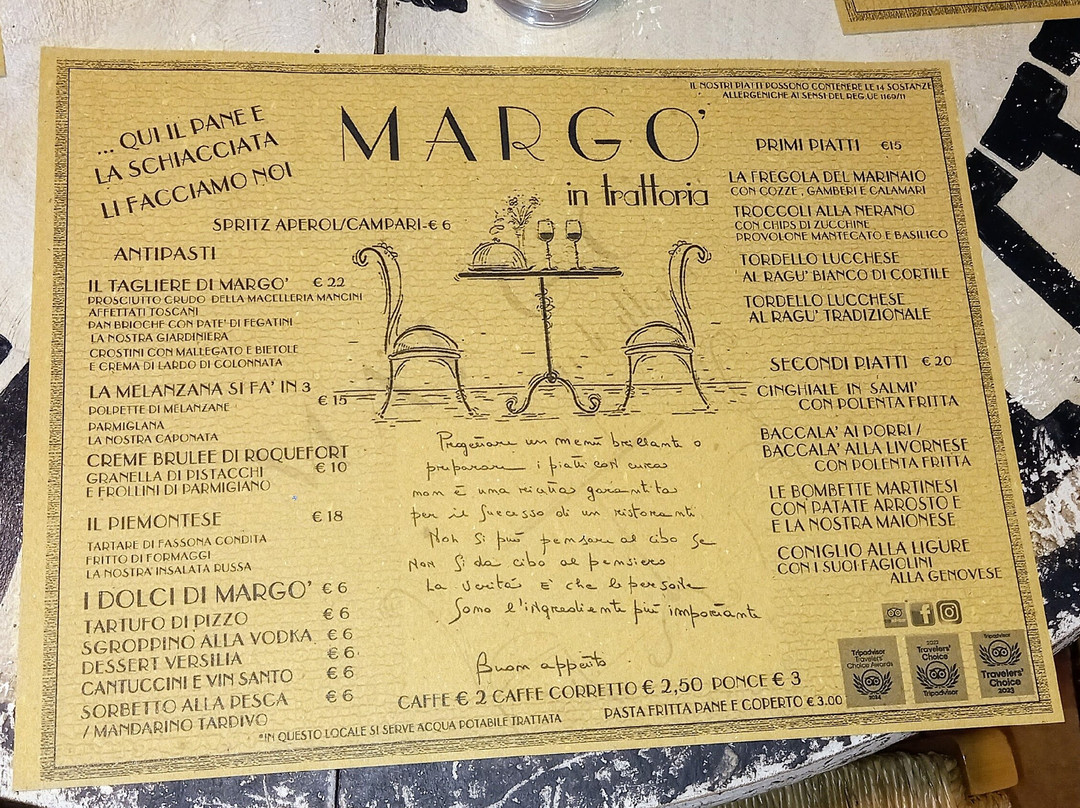 IL NOSTRI PIATTI POSSONO CONTENERE LE 14 SOSTANZE
ALLERGENICHE AI SENSI DEL REG.UE 1169/11
... QUI IL PANE E
LA SCHIACCIATA
LI FACCIAMO NOI
MARGO'
in trattoria
SPRITZ APEROL/CAMPARI-€ 6
ANTIPASTI
IL TAGLIERE DI MARGO' € 22
PROSCIUTTO CRUDO DELLA MACELLERIA MANCINI
AFFETTATI TOSCANI
PAN BRIOCHE CON PATE' DI FEGATINI
LA NOSTRA GIARDINIERA
CROSTINI CON MALLEGATO E BIETOLE
E CREMA DI LARDO DI COLONNATA
LA MELANZANA SI FA' IN 3 € 15
POLPETTE DI MELANZANE
PARMIGIANA
LA NOSTRA CAPONATA
CREME BRULEE DI ROQUEFORT
GRANELLA DI PISTACCHI € 10
E FROLLINI DI PARMIGIANO
IL PIEMONTESE € 18
TARTARE DI FASSONA CONDITA
FRITTO DI FORMAGGI
LA NOSTRA INSALATA RUSSA
I DOLCI DI MARGO' € 6
TARTUFO DI PIZZO € 6
SGROPPINO ALLA VODKA € 6
DESSERT VERSILIA € 6
CANTUCCINI E VIN SANTO € 6
SORBETTO ALLA PESCA € 6
/ MANDARINO TARDIVO
PRIMI PIATTI €15
LA FREGOLA DEL MARINAIO
CON COZZE, GAMBERI E CALAMARI
TROCCOLI ALLA NERANO
CON CHIPS DI ZUCCHINE
PROVOLONE MANTECATO E BASILICO
TORDELLO LUCCHESE
AL RAGU' BIANCO DI CORTILE
TORDELLO LUCCHESE
AL RAGU' TRADIZIONALE
SECONDI PIATTI € 20
CINGHIALE IN SALMI'
CON POLENTA FRITTA
BACCALA' AI PORRI /
BACCALA' ALLA LIVORNESE
CON POLENTA FRITTA
LE BOMBETTE MARTINESI
CON PATATE ARROSTO E
E LA NOSTRA MAIONESE
CONIGLIO ALLA LIGURE
CON I SUOI FAGIOLINI
ALLA GENOVESE
Progettare un menù brillante o
preparare i piatti con cura
non è una ricetta garantita
per il successo di un ristorante
Non si può pensare al cibo se
Non si dà cibo al pensiero
La verità è che le persone
Sono l'ingrediente più importante
Buon appetito
CAFFE € 2 CAFFE CORRETTO € 2,50 PONCE € 3
PASTA FRITTA PANE E COPERTO € 3.00
*IN QUESTO LOCALE SI SERVE ACQUA POTABILE TRATTATA
Tripadvisor
Travelers'
Choice Awards
2024
2022
Travelers'
Choice
Tripadvisor
Tripadvisor
Travelers'
Choice
2023